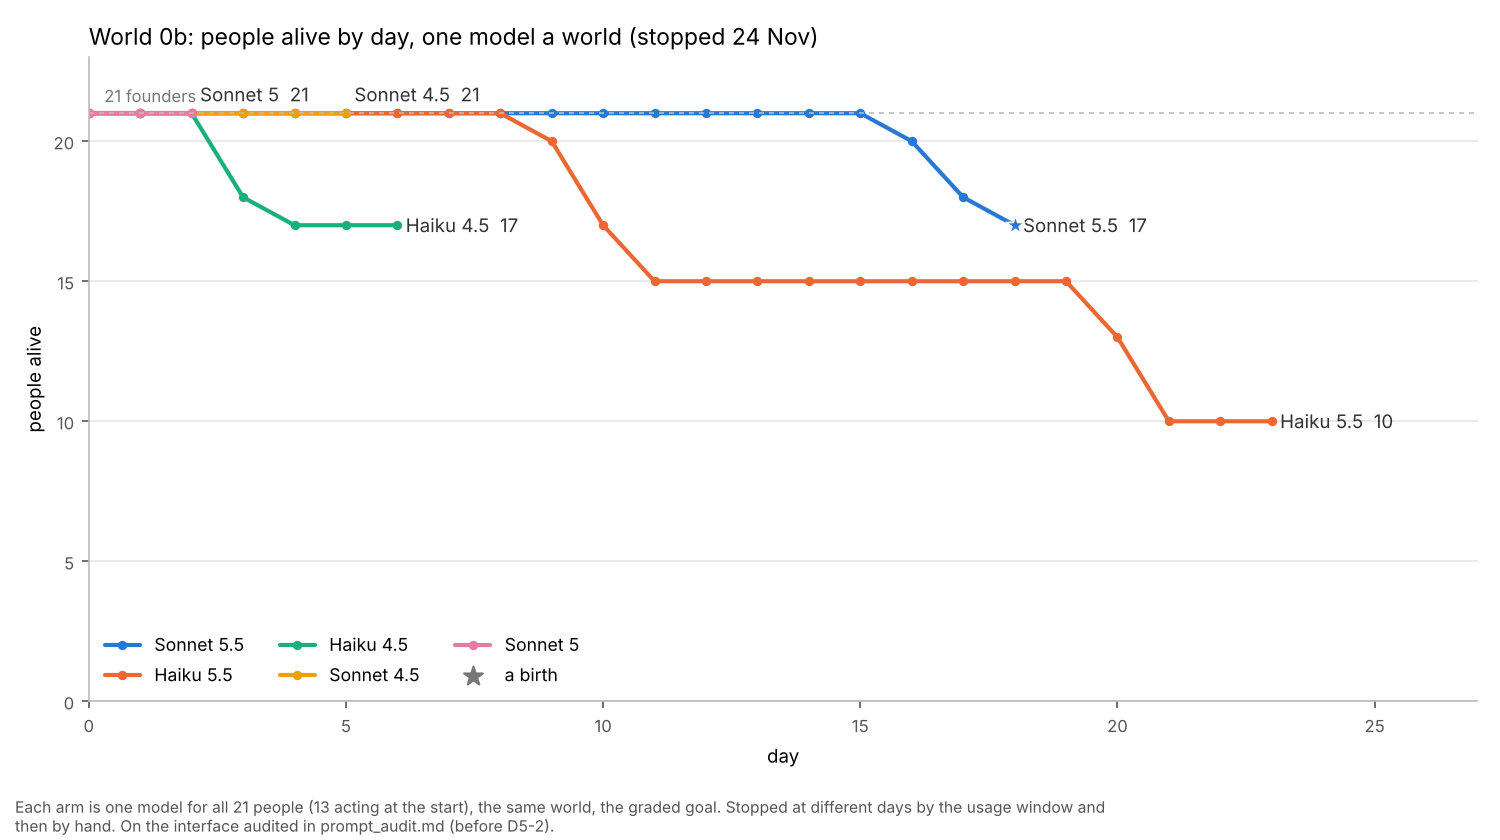 World 0b: people alive by day, one model a world (stopped 24 Nov)
21 founders Sonnet 5 21 Sonnet 4.5 21
20
Haiku 4.5 17
Sonnet 5.5 17
15
people alive
10
Haiku 5.5 10
5
Sonnet 5.5 Haiku 4.5 Sonnet 5
Haiku 5.5 Sonnet 4.5 a birth
0
0 5 10 15 20 25
day
Each arm is one model for all 21 people (13 acting at the start), the same world, the graded goal. Stopped at different days by the usage window and
then by hand. On the interface audited in prompt_audit.md (before D5-2).